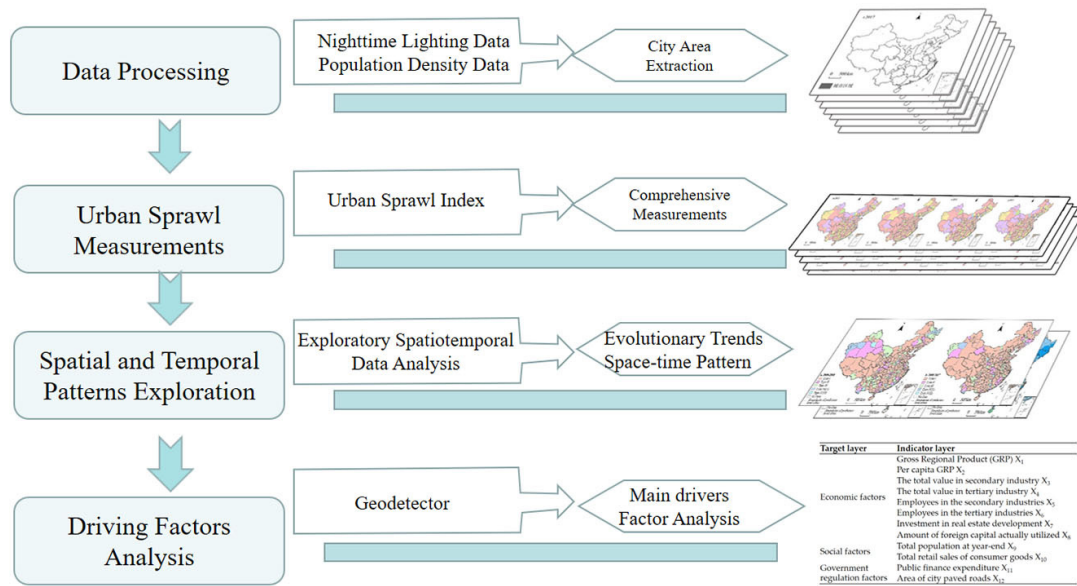 Data Processing
Nighttime Lighting Data
Population Density Data
City Area
Extraction
Urban Sprawl
Measurements
Urban Sprawl Index
Comprehensive
Measurements
Spatial and Temporal
Patterns Exploration
Exploratory Spatiotemporal
Data Analysis
Evolutionary Trends
Space-time Pattern
Driving Factors
Analysis
Geodetector
Main drivers
Factor Analysis
Target layer Indicator layer
Gross Regional Product (GRP) X1
Per capita GRP X2
The total value in secondary industry X3
The total value in tertiary industry X4
Economic factors Employees in the secondary industries X5
Employees in the tertiary industries X6
Investment in real estate development X7
Amount of foreign capital actually utilized X8
Social factors Total population at year-end X9
Total retail sales of consumer goods X10
Government Public finance expenditure X11
regulation factors Area of city paved roads X12